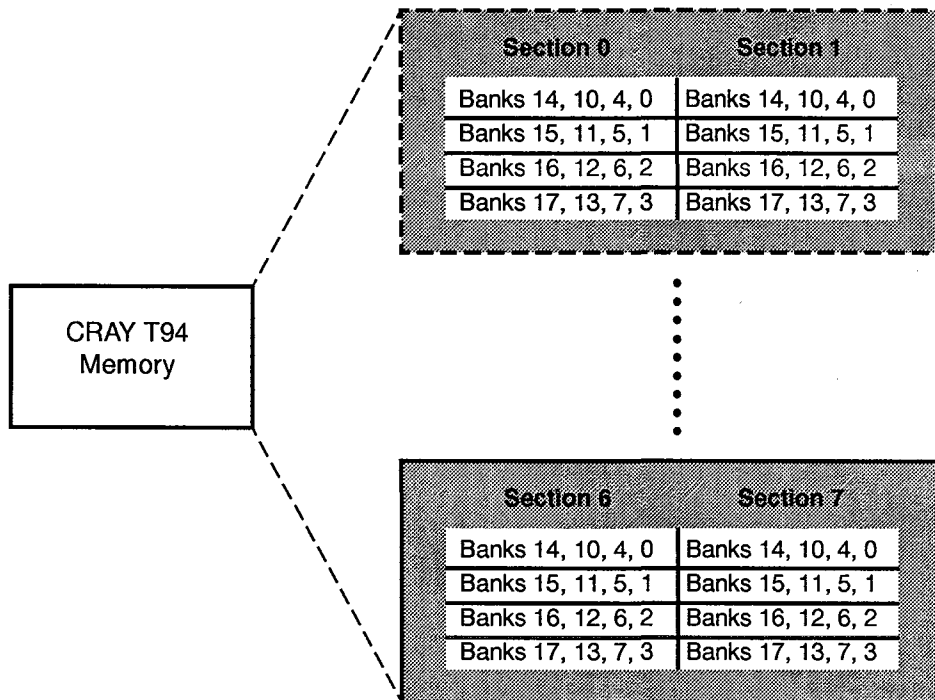 Section 0 Section 1
Banks 14, 10, 4, 0 Banks 14, 10, 4, 0
Banks 15, 11, 5, 1 Banks 15, 11, 5, 1
Banks 16, 12, 6, 2 Banks 16, 12, 6, 2
Banks 17, 13, 7, 3 Banks 17, 13, 7, 3
CRAY T94
Memory
Section 6 Section 7
Banks 14, 10, 4, 0 Banks 14, 10, 4, 0
Banks 15, 11, 5, 1 Banks 15, 11, 5, 1
Banks 16, 12, 6, 2 Banks 16, 12, 6, 2
Banks 17, 13, 7, 3 Banks 17, 13, 7, 3